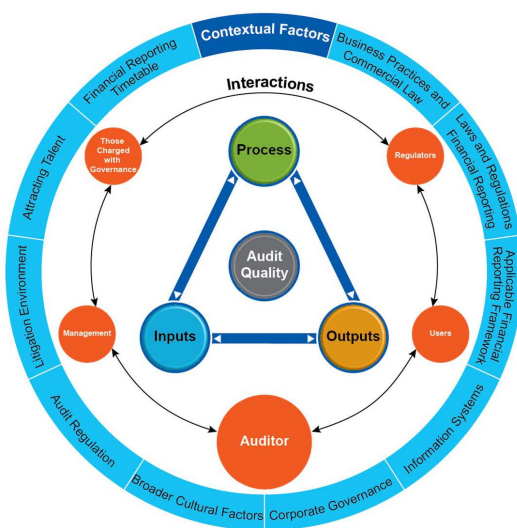 Contextual Factors
Business Practices and
Commercial Law
Laws and Regulations
Financial Reporting
Applicable Financial
Reporting Framework
Information Systems
Corporate Governance
Broader Cultural Factors
Audit Regulation
Litigation Environment
Attracting Talent
Financial Reporting
Timetable
Interactions
Those
Charged
with
Governance
Process
Regulators
Audit
Quality
Management
Inputs
Outputs
Users
Auditor